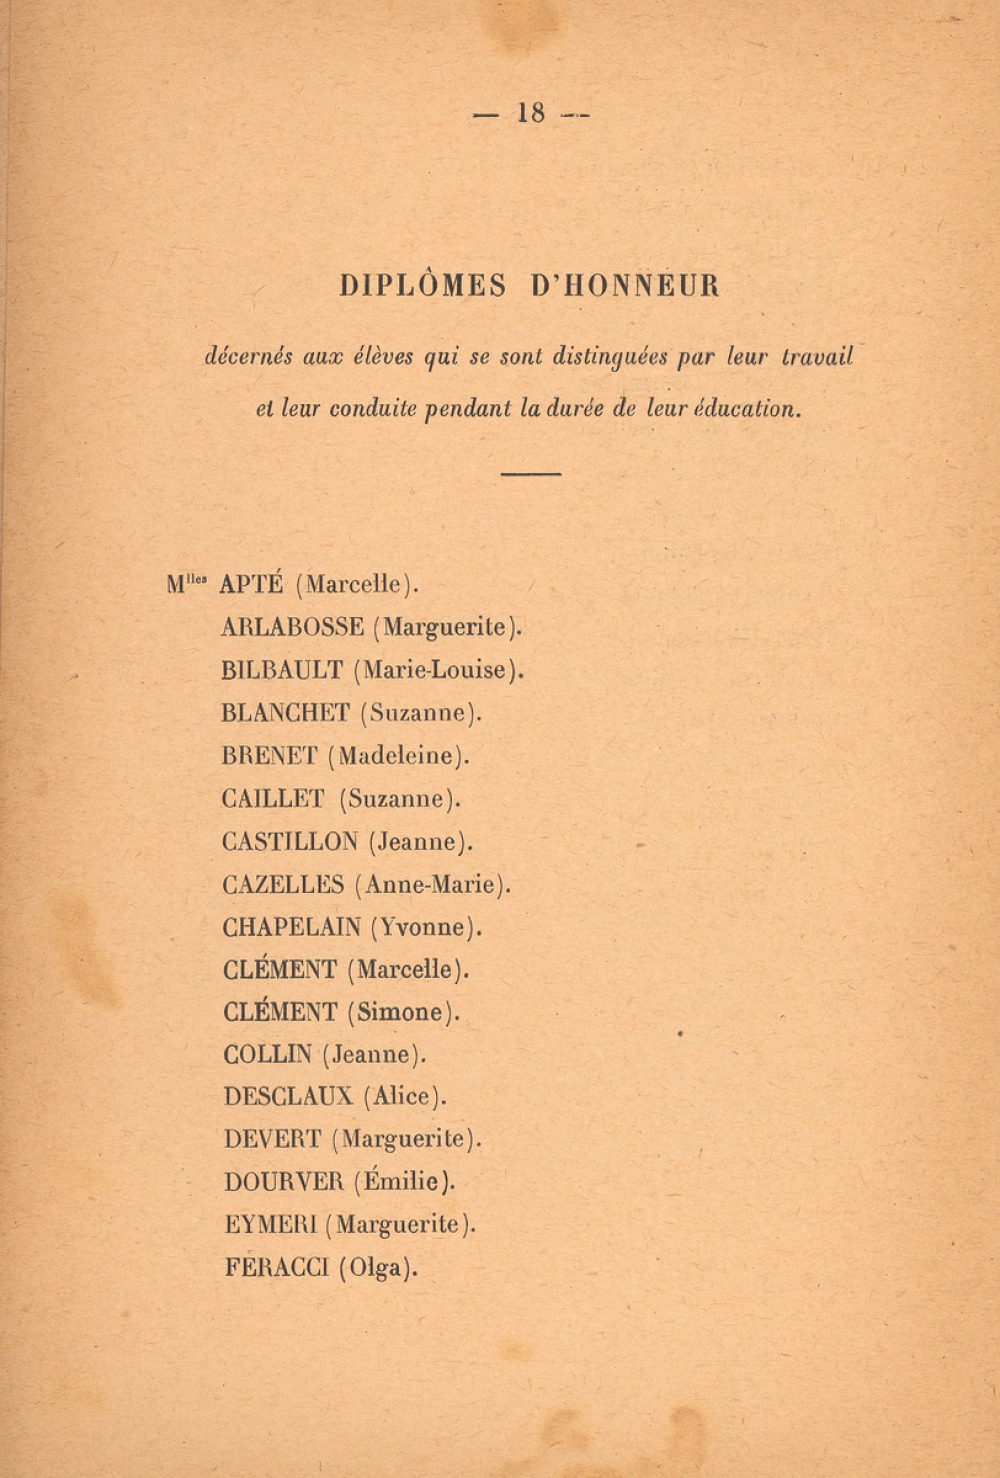 — 18 —
DIPLÔMES D'HONNEUR
décernés aux élèves qui se sont distinguées par leur travail
et leur conduite pendant la durée de leur éducation.
Mlles APTÉ (Marcelle).
ARLABOSSE (Marguerite).
BILBAULT (Marie-Louise).
BLANCHET (Suzanne).
BRENET (Madeleine).
CAILLET (Suzanne).
CASTILLON (Jeanne).
CAZELLES (Anne-Marie).
CHAPELAIN (Yvonne).
CLÉMENT (Marcelle).
CLÉMENT (Simone).
COLLIN (Jeanne).
DESCLAUX (Alice).
DEVERT (Marguerite).
DOURVER (Émilie).
EYMERI (Marguerite).
FÉRACCI (Olga).